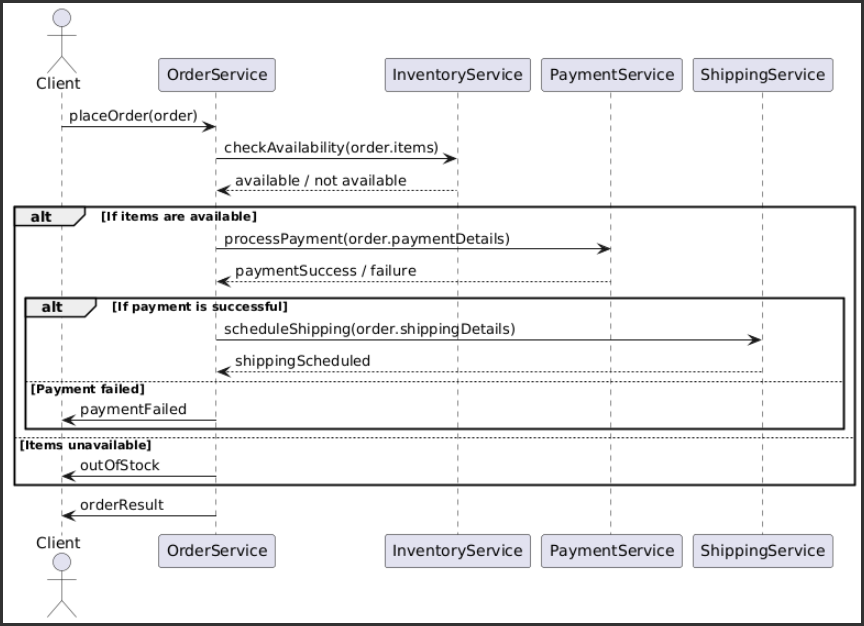 Client
OrderService
InventoryService
PaymentService
ShippingService
placeOrder(order)
checkAvailability(order.items)
available / not available
alt
[If items are available]
processPayment(order.paymentDetails)
paymentSuccess / failure
alt
[If payment is successful]
scheduleShipping(order.shippingDetails)
shippingScheduled
[Payment failed]
paymentFailed
[Items unavailable]
outOfStock
orderResult
Client
OrderService
InventoryService
PaymentService
ShippingService